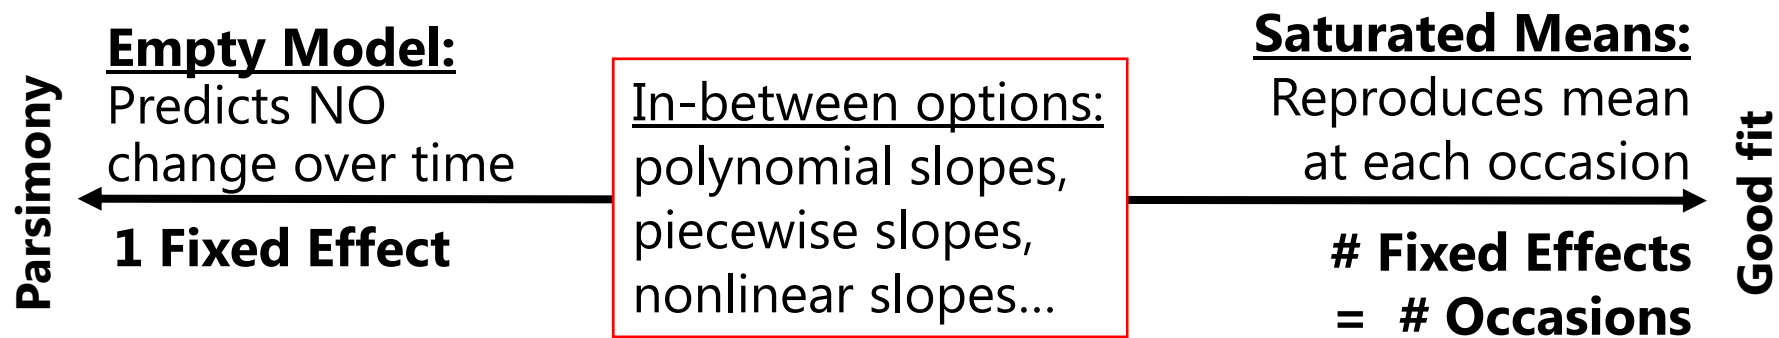 Parsimony
Empty Model:
Predicts NO
change over time
1 Fixed Effect
In-between options:
polynomial slopes,
piecewise slopes,
nonlinear slopes...
Saturated Means:
Reproduces mean
at each occasion
# Fixed Effects
= # Occasions
Good fit